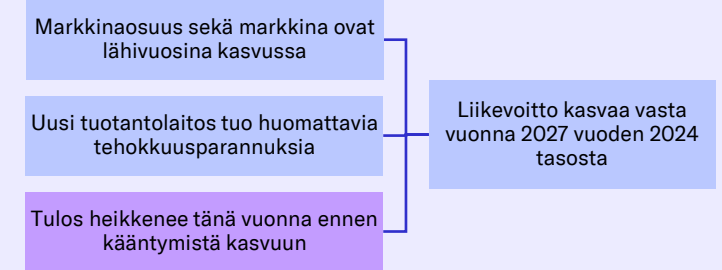 Markkinaosuus sekä markkina ovat
lähivuosina kasvussa
Uusi tuotantolaitos tuo huomattavia
tehokkuusparannuksia
Tulos heikkenee tänä vuonna ennen
kääntymistä kasvuun
Liikevoitto kasvaa vasta
vuonna 2027 vuoden 2024
tasosta